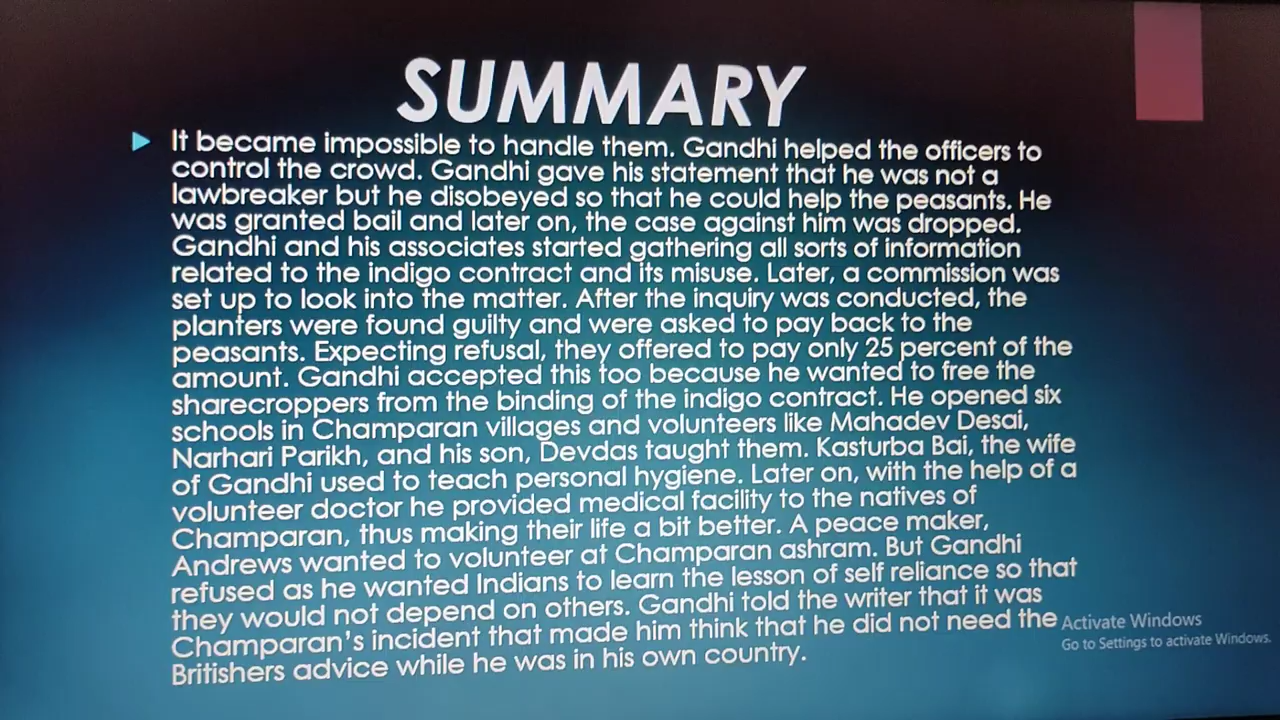 SUMMARY
It became impossible to handle them. Gandhi helped the officers to
control the crowd. Gandhi gave his statement that he was not a
lawbreaker but he disobeyed so that he could help the peasants. He
was granted bail and later on, the case against him was dropped.
Gandhi and his associates started gathering all sorts of information
related to the indigo contract and its misuse. Later, a commission was
set up to look into the matter. After the inquiry was conducted, the
planters were found guilty and were asked to pay back to the
peasants. Expecting refusal, they offered to pay only 25 percent of the
amount. Gandhi accepted this too because he wanted to free the
sharecroppers from the binding of the indigo contract. He opened six
schools in Champaran villages and volunteers like Mahadev Desai,
Narhari Parikh, and his son, Devdas taught them. Kasturba Bai, the wife
of Gandhi used to teach personal hygiene. Later on, with the help of a
volunteer doctor he provided medical facility to the natives of
Champaran, thus making their life a bit better. A peace maker,
Andrews wanted to volunteer at Champaran ashram. But Gandhi
refused as he wanted Indians to learn the lesson of self reliance so that
they would not depend on others. Gandhi told the writer that it was
Champaran's incident that made him think that he did not need the
Britishers advice while he was in his own country.
Activate Windows
Go to Settings to activate Windows.